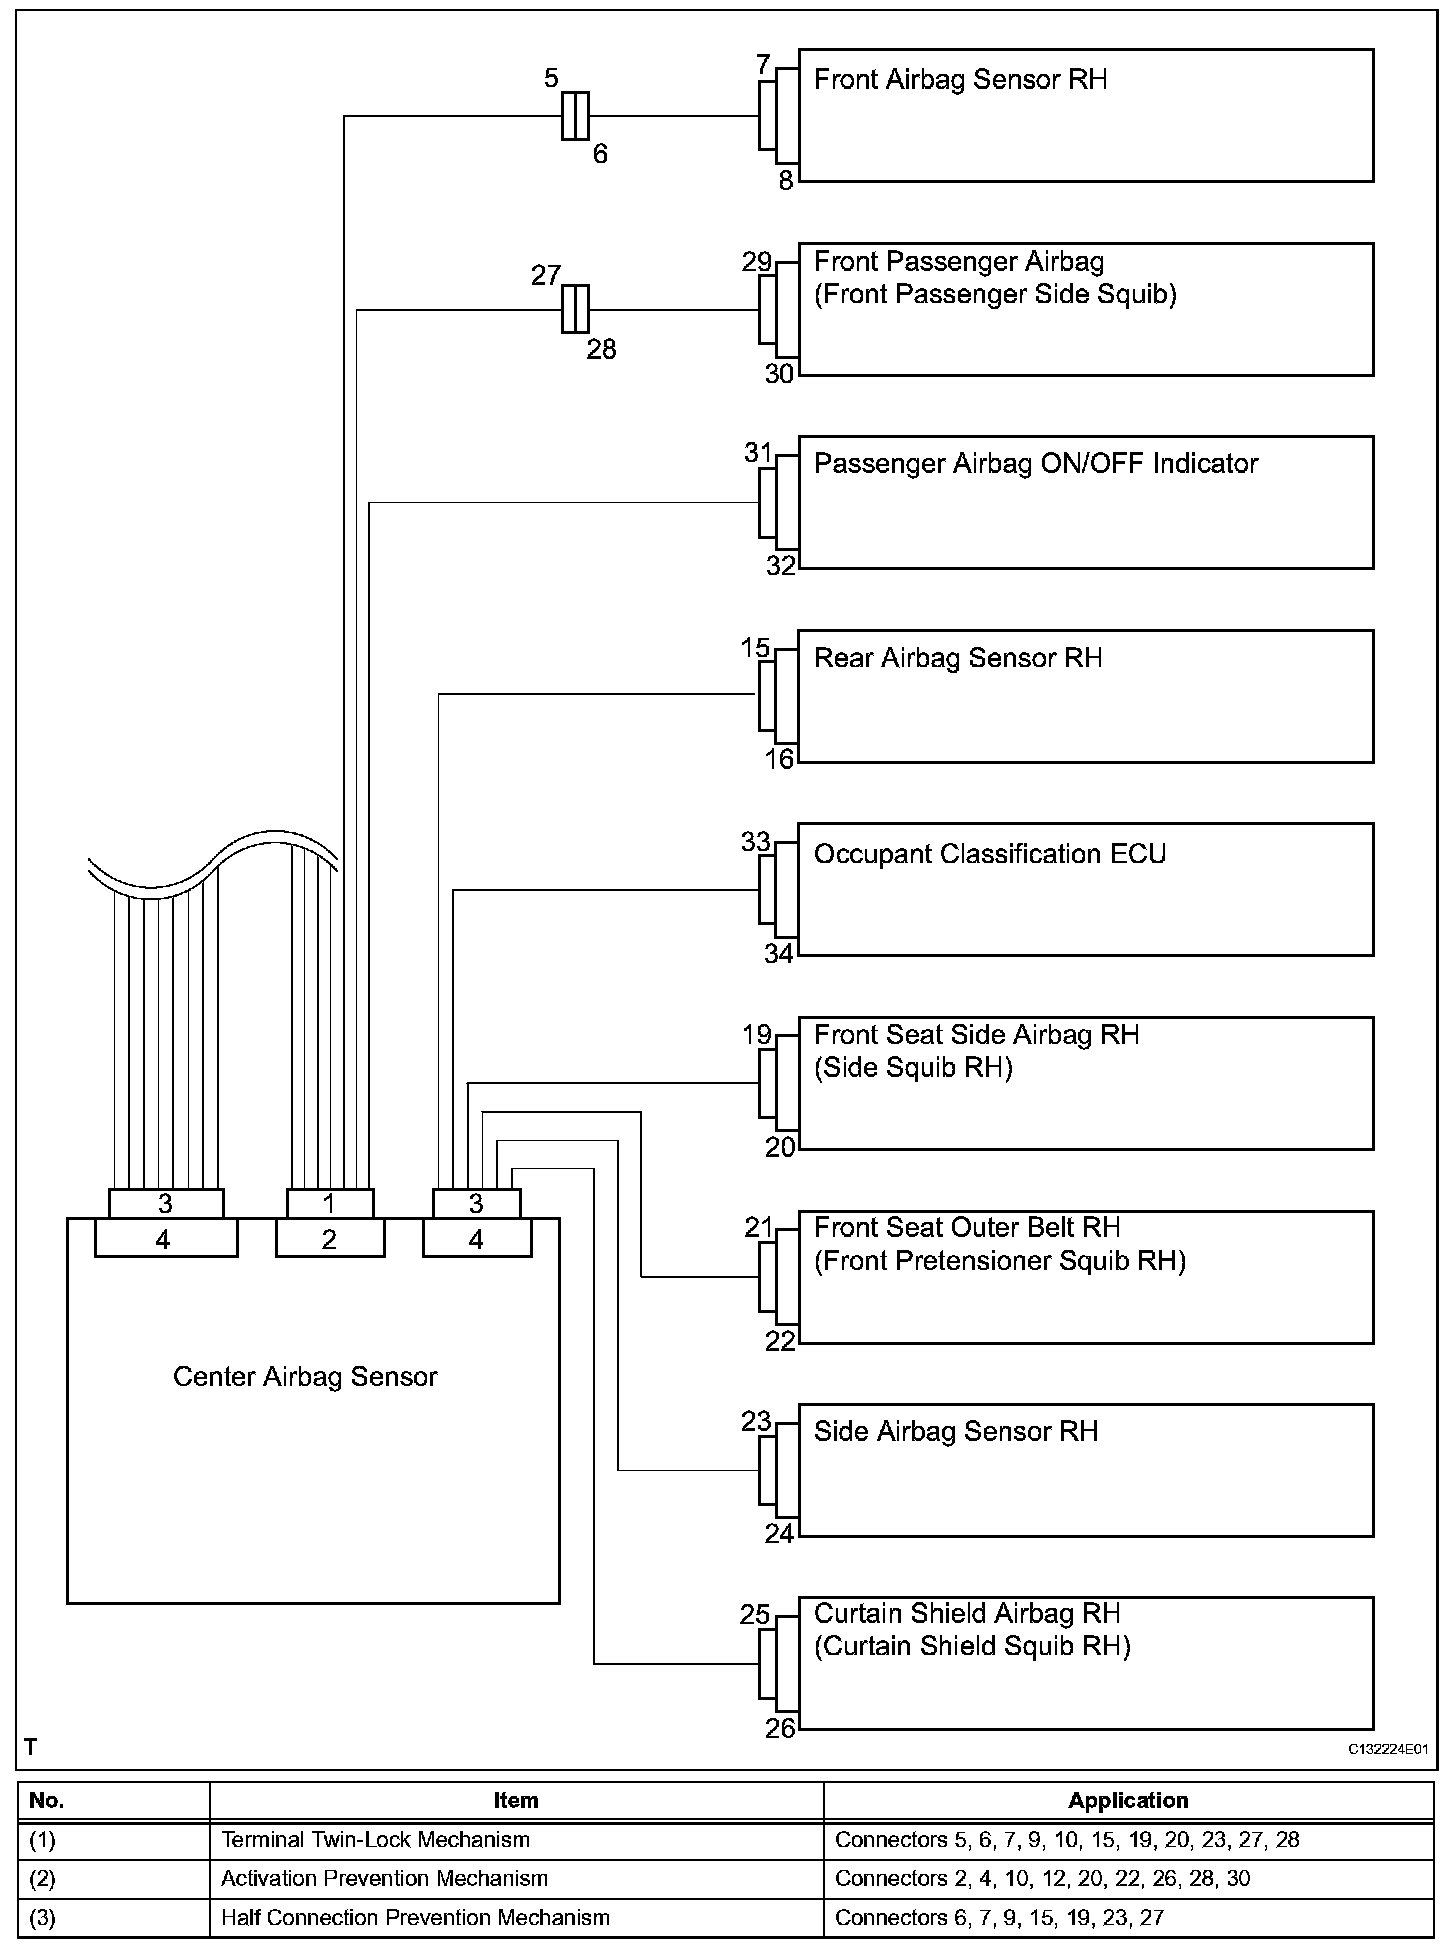 5
6
7
Front Airbag Sensor RH
8
27
28
29
Front Passenger Airbag
(Front Passenger Side Squib)
30
31
Passenger Airbag ON/OFF Indicator
32
15
Rear Airbag Sensor RH
16
33
Occupant Classification ECU
34
19
Front Seat Side Airbag RH
(Side Squib RH)
20
3
1
3
4
2
4
21
Front Seat Outer Belt RH
(Front Pretensioner Squib RH)
22
Center Airbag Sensor
23
Side Airbag Sensor RH
24
25
Curtain Shield Airbag RH
(Curtain Shield Squib RH)
26
T
C132224E01
No. Item Application
(1) Terminal Twin-Lock Mechanism Connectors 5, 6, 7, 9, 10, 15, 19, 20, 23, 27, 28
(2) Activation Prevention Mechanism Connectors 2, 4, 10, 12, 20, 22, 26, 28, 30
(3) Half Connection Prevention Mechanism Connectors 6, 7, 9, 15, 19, 23, 27